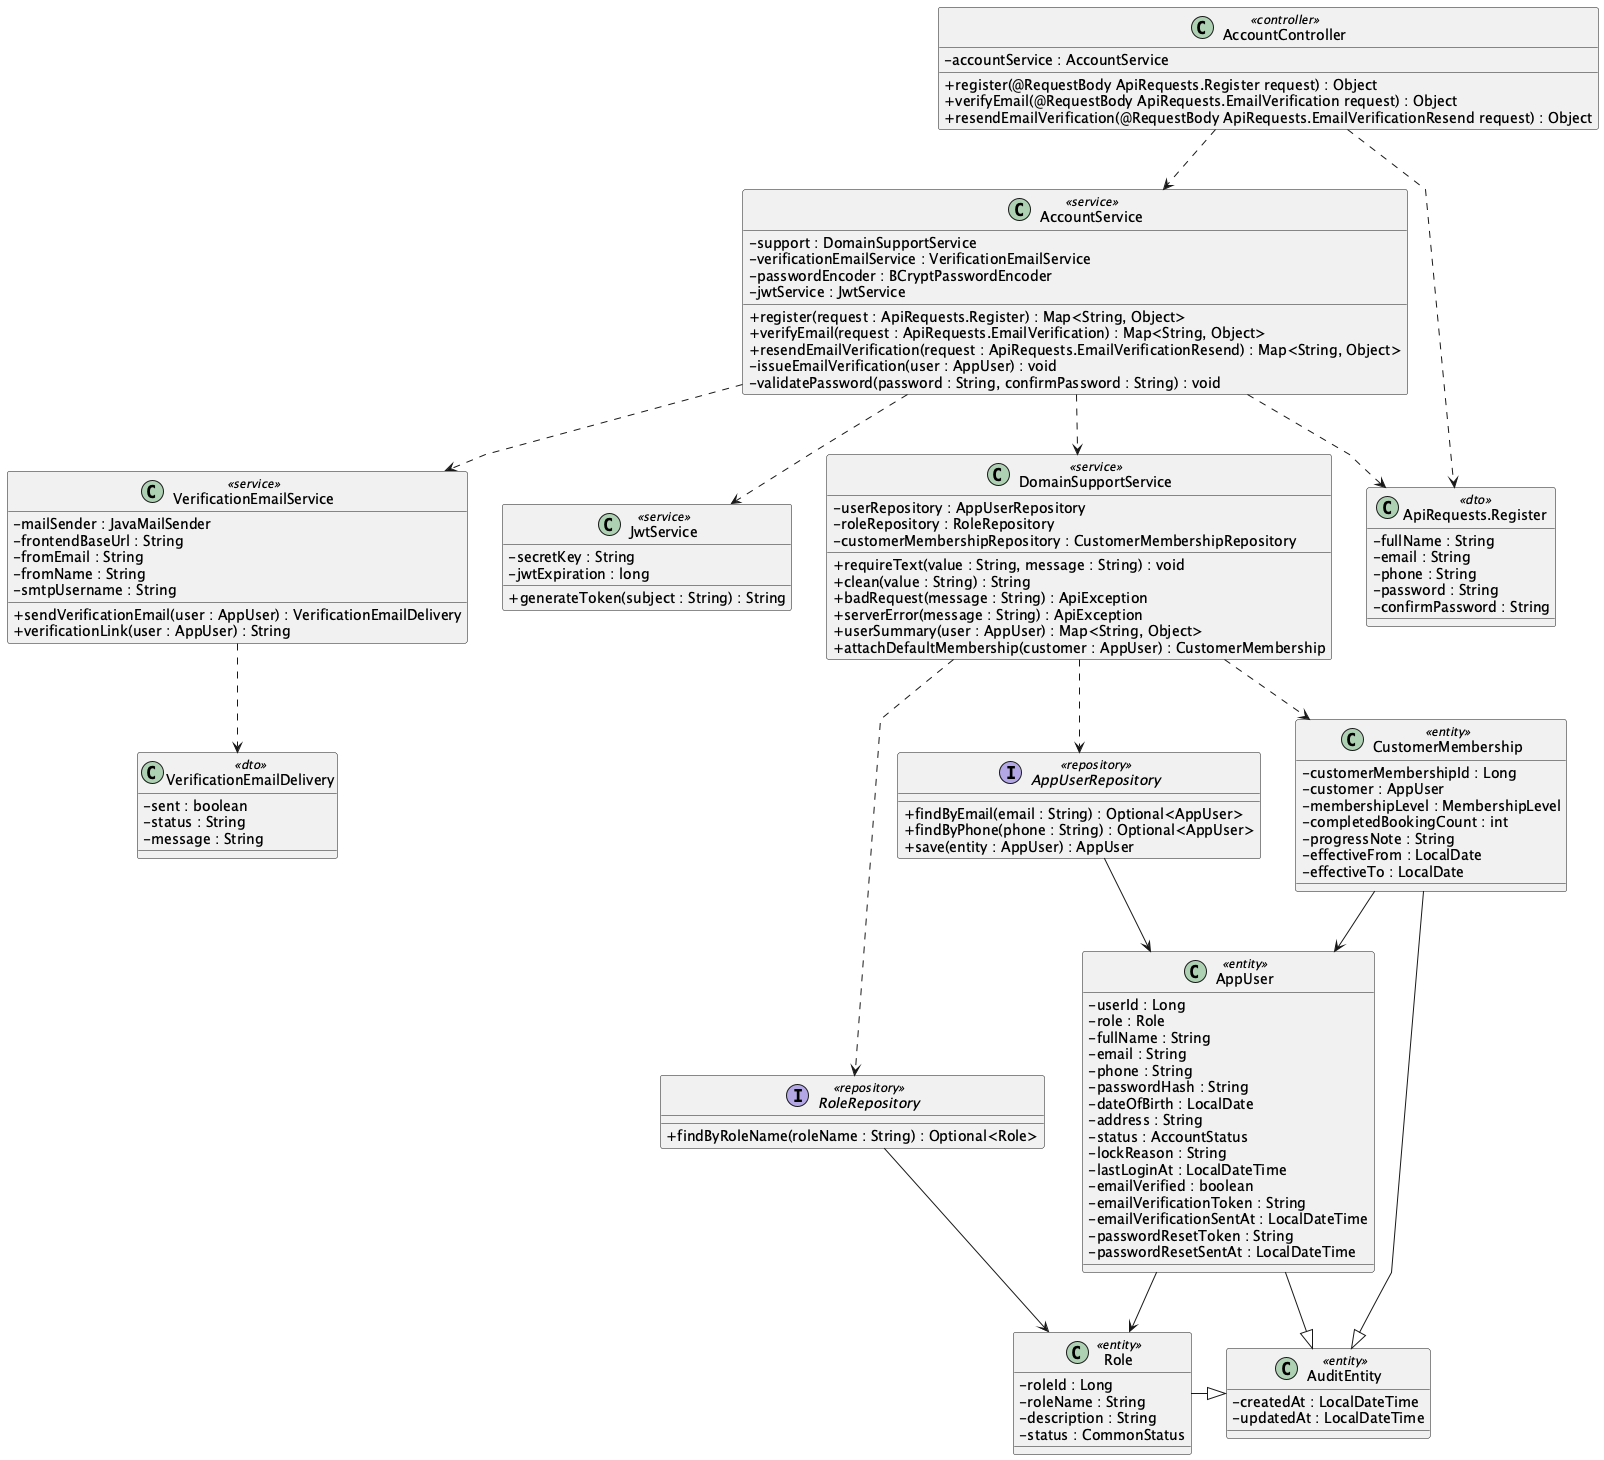 «controller»
C AccountController
-accountService : AccountService
+register(@RequestBody ApiRequests.Register request) : Object
+verifyEmail(@RequestBody ApiRequests.EmailVerification request) : Object
+resendEmailVerification(@RequestBody ApiRequests.EmailVerificationResend request) : Object
«service»
C AccountService
-support : DomainSupportService
-verificationEmailService : VerificationEmailService
-passwordEncoder : BCryptPasswordEncoder
-jwtService : JwtService
+register(request : ApiRequests.Register) : Map<String, Object>
+verifyEmail(request : ApiRequests.EmailVerification) : Map<String, Object>
+resendEmailVerification(request : ApiRequests.EmailVerificationResend) : Map<String, Object>
-issueEmailVerification(user : AppUser) : void
-validatePassword(password : String, confirmPassword : String) : void
«service»
C VerificationEmailService
-mailSender : JavaMailSender
-frontendBaseUrl : String
-fromEmail : String
-fromName : String
-smtpUsername : String
+sendVerificationEmail(user : AppUser) : VerificationEmailDelivery
+verificationLink(user : AppUser) : String
«service»
C JwtService
-secretKey : String
-jwtExpiration : long
+generateToken(subject : String) : String
«service»
C DomainSupportService
-userRepository : AppUserRepository
-roleRepository : RoleRepository
-customerMembershipRepository : CustomerMembershipRepository
+requireText(value : String, message : String) : void
+clean(value : String) : String
+badRequest(message : String) : ApiException
+serverError(message : String) : ApiException
+userSummary(user : AppUser) : Map<String, Object>
+attachDefaultMembership(customer : AppUser) : CustomerMembership
«dto»
C ApiRequests.Register
-fullName : String
-email : String
-phone : String
-password : String
-confirmPassword : String
«dto»
C VerificationEmailDelivery
-sent : boolean
-status : String
-message : String
«repository»
I AppUserRepository
+findByEmail(email : String) : Optional<AppUser>
+findByPhone(phone : String) : Optional<AppUser>
+save(entity : AppUser) : AppUser
«entity»
C CustomerMembership
-customerMembershipId : Long
-customer : AppUser
-membershipLevel : MembershipLevel
-completedBookingCount : int
-progressNote : String
-effectiveFrom : LocalDate
-effectiveTo : LocalDate
«entity»
C AppUser
-userId : Long
-role : Role
-fullName : String
-email : String
-phone : String
-passwordHash : String
-dateOfBirth : LocalDate
-address : String
-status : AccountStatus
-lockReason : String
-lastLoginAt : LocalDateTime
-emailVerified : boolean
-emailVerificationToken : String
-emailVerificationSentAt : LocalDateTime
-passwordResetToken : String
-passwordResetSentAt : LocalDateTime
«repository»
I RoleRepository
+findByRoleName(roleName : String) : Optional<Role>
«entity»
C Role
-roleId : Long
-roleName : String
-description : String
-status : CommonStatus
«entity»
C AuditEntity
-createdAt : LocalDateTime
-updatedAt : LocalDateTime